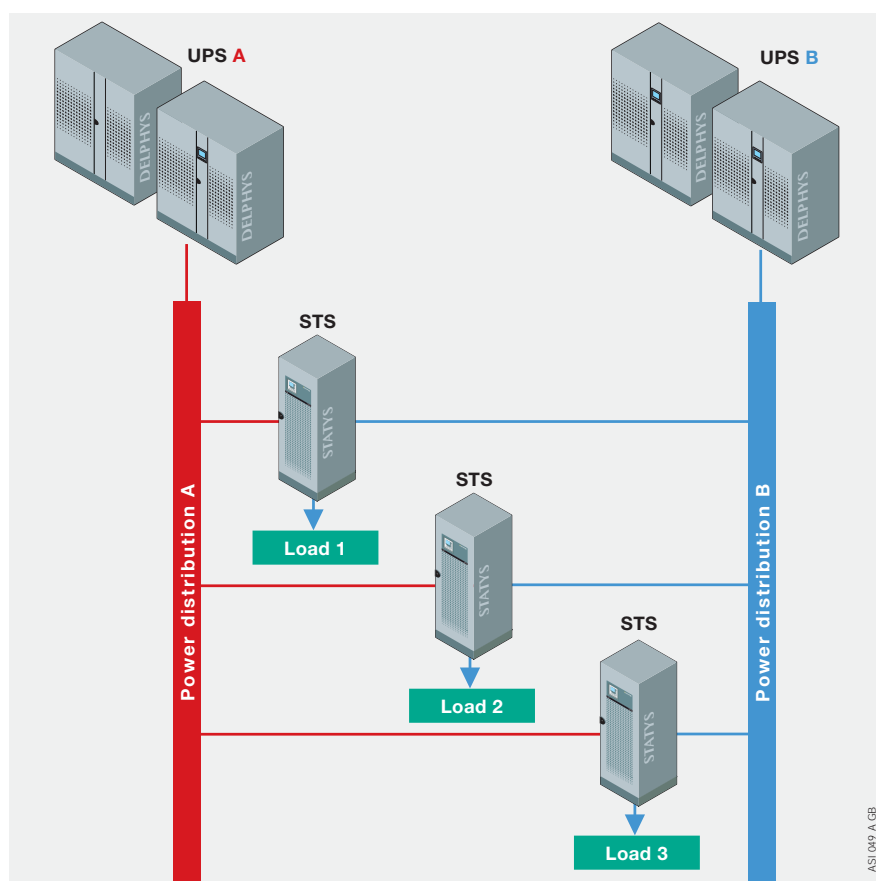 UPS A
UPS B
DELPHYS
DELPHYS
DELPHYS
DELPHYS
STS
STATYS
Load 1
STS
STATYS
Load 2
STS
STATYS
Load 3
Power distribution A
Power distribution B
ASI 049 A GB